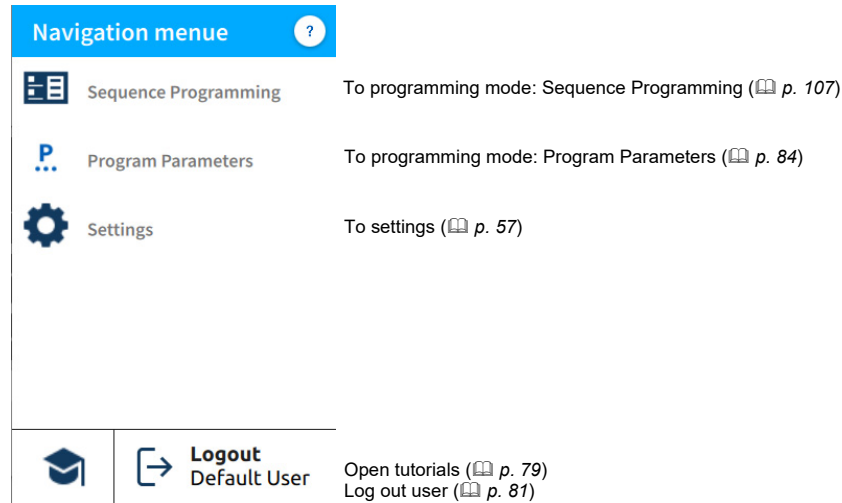 Navigation menue ?
Sequence Programming
To programming mode: Sequence Programming (🕮 p. 107)
P
Program Parameters
To programming mode: Program Parameters (🕮 p. 84)
Settings
To settings (🕮 p. 57)
Logout
Default User
Open tutorials (🕮 p. 79)
Log out user (🕮 p. 81)